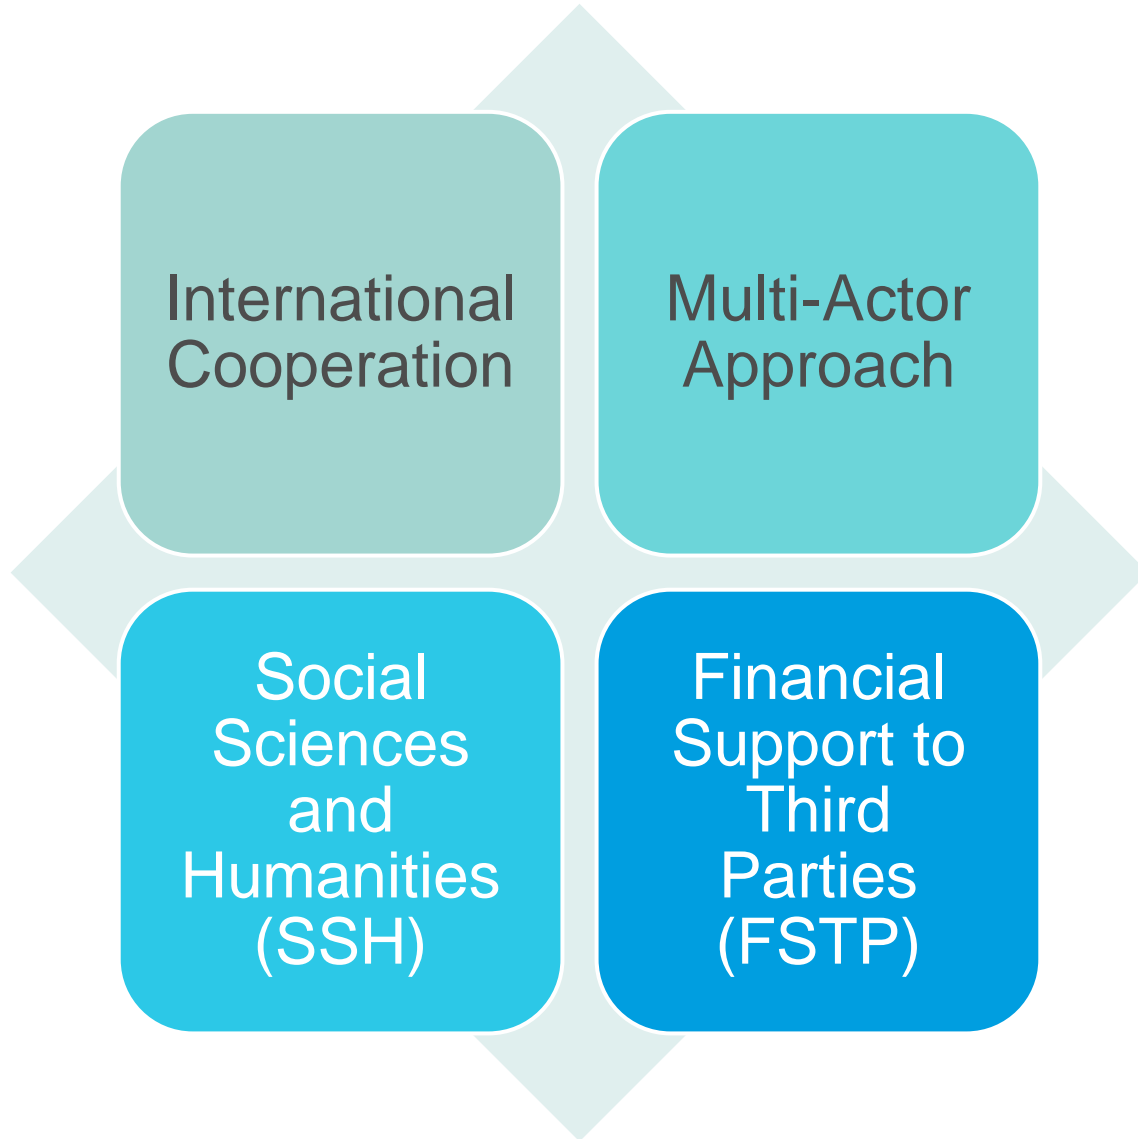 International
Cooperation
Multi-Actor
Approach
Social
Sciences
and
Humanities
(SSH)
Financial
Support to
Third
Parties
(FSTP)